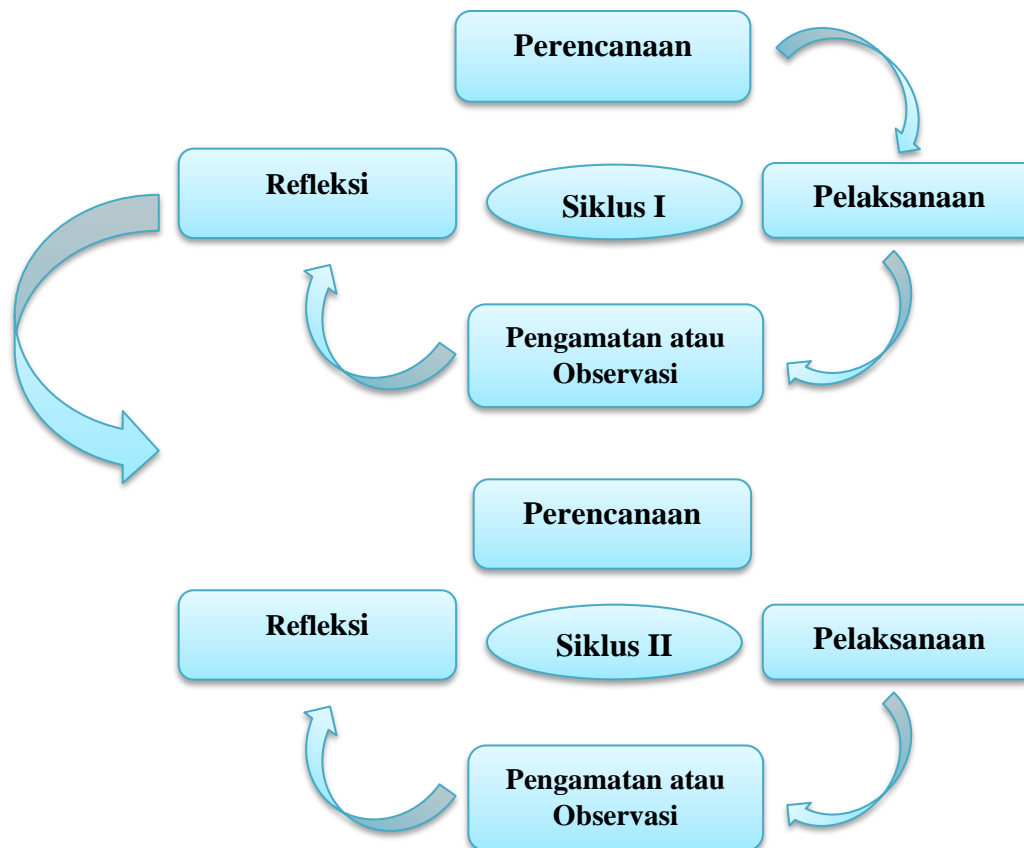 Perencanaan
Refleksi
Siklus I
Pelaksanaan
Pengamatan atau
Observasi
Perencanaan
Refleksi
Siklus II
Pelaksanaan
Pengamatan atau
Observasi